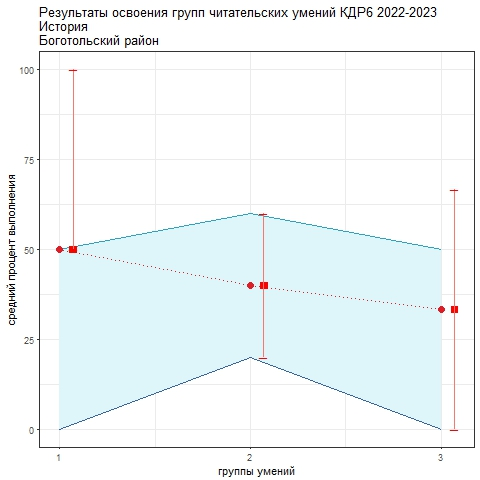 Результаты освоения групп читательских умений КДР6 2022-2023
История
Боготольский район
средний процент выполнения
100
75
50
25
0
1 2 3
группы умений